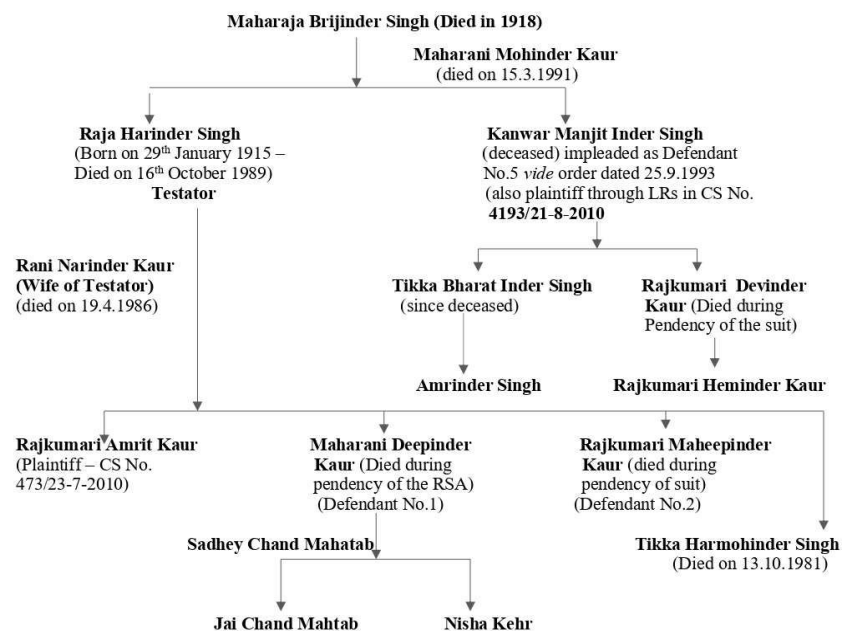 Maharaja Brijinder Singh (Died in 1918)
Maharani Mohinder Kaur
(died on 15.3.1991)
Raja Harinder Singh
(Born on 29th January 1915 –
Died on 16th October 1989)
Testator
Kanwar Manjit Inder Singh
(deceased) impleaded as Defendant
No.5 vide order dated 25.9.1993
(also plaintiff through LRs in CS No.
4193/21-8-2010
Rani Narinder Kaur
(Wife of Testator)
(died on 19.4.1986)
Tikka Bharat Inder Singh
(since deceased)
Rajkumari Devinder
Kaur (Died during
Pendency of the suit)
Amrinder Singh
Rajkumari Heminder Kaur
Rajkumari Amrit Kaur
(Plaintiff – CS No.
473/23-7-2010)
Maharani Deepinder
Kaur (Died during
pendency of the RSA)
(Defendant No.1)
Rajkumari Maheepinder
Kaur (died during
pendency of suit)
(Defendant No.2)
Sadhey Chand Mahatab
Tikka Harmohinder Singh
(Died on 13.10.1981)
Jai Chand Mahtab
Nisha Kehr